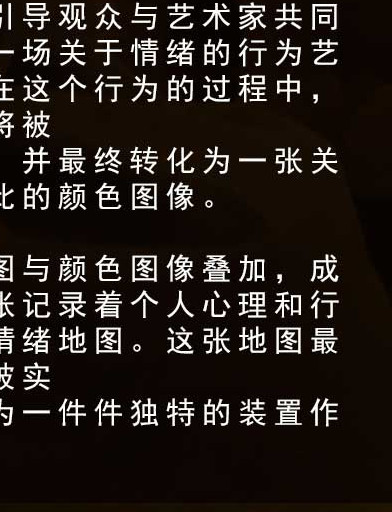 引导观众与艺术家共同
一场关于情绪的行为艺
在这个行为的过程中，
将被
并最终转化为一张关
比的颜色图像。
图与颜色图像叠加，成
张记录着个人心理和行
情绪地图。这张地图最
被实
为一件件独特的装置作